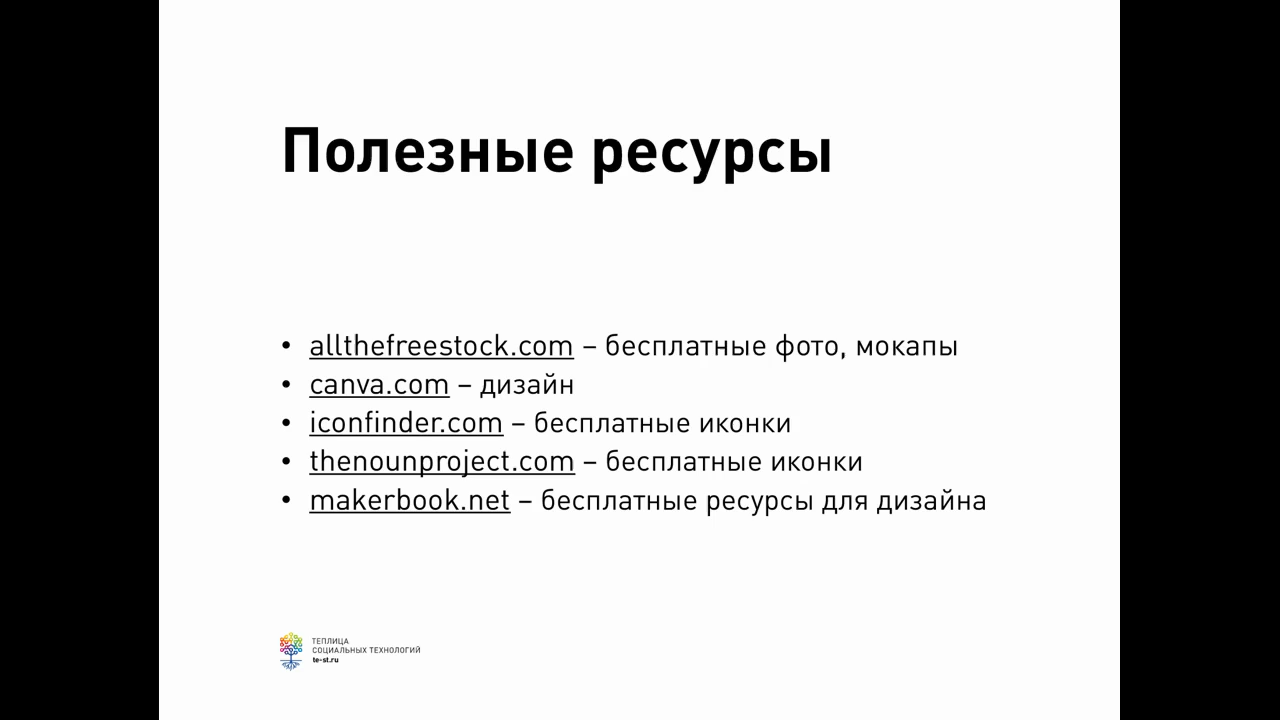 Полезные ресурсы
• allthefreestock.com – бесплатные фото, мокапы
• canva.com – дизайн
• iconfinder.com – бесплатные иконки
• thenounproject.com – бесплатные иконки
• makerbook.net – бесплатные ресурсы для дизайна
ТЕПЛИЦА
СОЦИАЛЬНЫХ ТЕХНОЛОГИЙ
te-st.ru